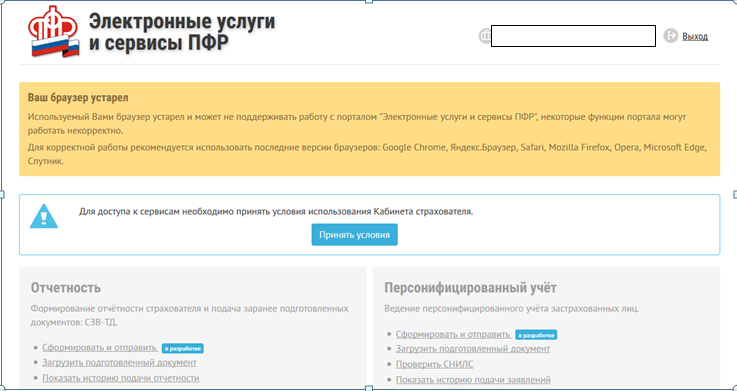 Электронные услуги
и сервисы ПФР
Выход
Ваш браузер устарел
Используемый Вами браузер устарел и может не поддерживать работу с порталом "Электронные услуги и сервисы ПФР", некоторые функции портала могут
работать некорректно.
Для корректной работы рекомендуется использовать последние версии браузеров: Google Chrome, Яндекс.Браузер, Safari, Mozilla Firefox, Opera, Microsoft Edge,
Спутник.
Для доступа к сервисам необходимо принять условия использования Кабинета страхователя.
Принять условия
Отчетность
Формирование отчётности страхователя и подача заранее подготовленных
документов: СЗВ-ТД.
Сформировать и отправить в разработке
Загрузить подготовленный документ
Показать историю подачи отчетности
Персонифицированный учёт
Ведение персонифицированного учёта застрахованных лиц.
Сформировать и отправить в разработке
Загрузить подготовленный документ
Проверить СНИЛС
Показать историю подачи заявлений